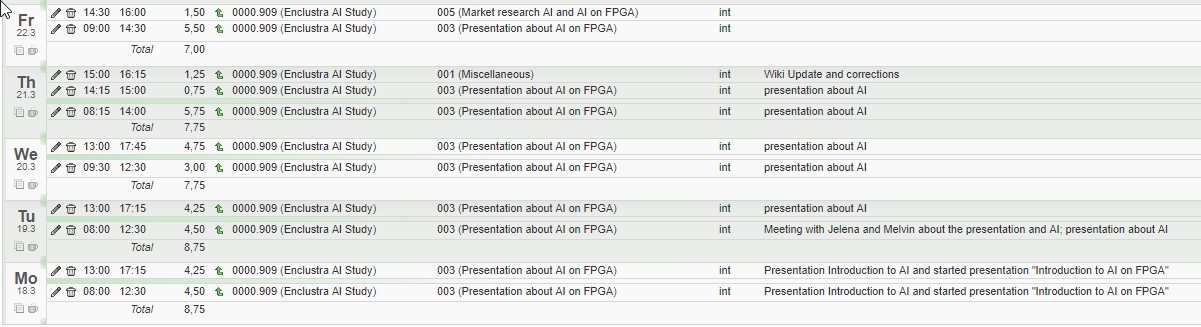 Fr
22.3
14:30 16:00 1,50 0000.909 (Enclustra AI Study) 005 (Market research AI and AI on FPGA) int
09:00 14:30 5,50 0000.909 (Enclustra AI Study) 003 (Presentation about AI on FPGA) int
Total 7,00
Th
21.3
15:00 16:15 1,25 0000.909 (Enclustra AI Study) 001 (Miscellaneous) int Wiki Update and corrections
14:15 15:00 0,75 0000.909 (Enclustra AI Study) 003 (Presentation about AI on FPGA) int presentation about AI
08:15 14:00 5,75 0000.909 (Enclustra AI Study) 003 (Presentation about AI on FPGA) int presentation about AI
Total 7,75
We
20.3
13:00 17:45 4,75 0000.909 (Enclustra AI Study) 003 (Presentation about AI on FPGA) int presentation about AI
09:30 12:30 3,00 0000.909 (Enclustra AI Study) 003 (Presentation about AI on FPGA) int presentation about AI
Total 7,75
Tu
19.3
13:00 17:15 4,25 0000.909 (Enclustra AI Study) 003 (Presentation about AI on FPGA) int presentation about AI
08:00 12:30 4,50 0000.909 (Enclustra AI Study) 003 (Presentation about AI on FPGA) int Meeting with Jelena and Melvin about the presentation and AI; presentation about AI
Total 8,75
Mo
18.3
13:00 17:15 4,25 0000.909 (Enclustra AI Study) 003 (Presentation about AI on FPGA) int Presentation Introduction to AI and started presentation "Introduction to AI on FPGA"
08:00 12:30 4,50 0000.909 (Enclustra AI Study) 003 (Presentation about AI on FPGA) int Presentation Introduction to AI and started presentation "Introduction to AI on FPGA"
Total 8,75